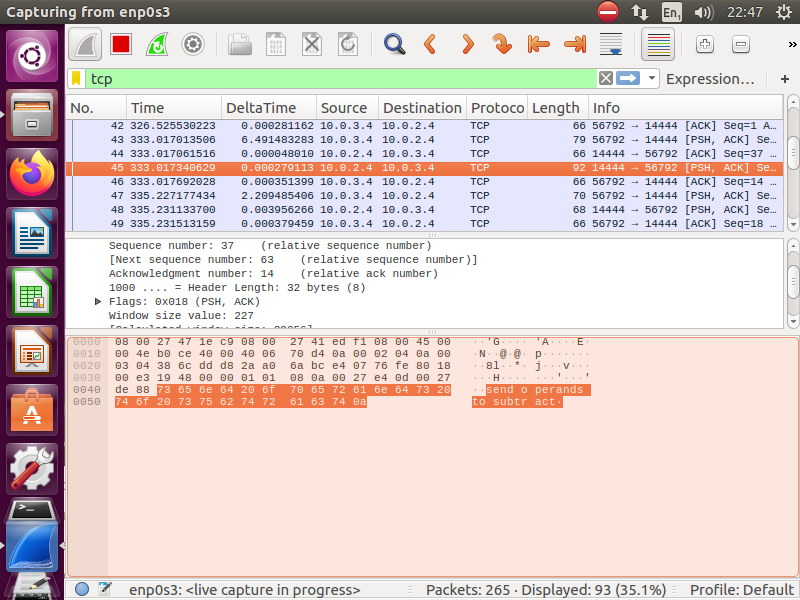 Capturing from enp0s3 En1 22:47
tcp Expression… +
No. Time DeltaTime Source Destination Protoco Length Info
42 326.525530223 0.000281162 10.0.3.4 10.0.2.4 TCP 66 56792 → 14444 [ACK] Seq=1 A…
43 333.017013506 6.491483283 10.0.3.4 10.0.2.4 TCP 79 56792 → 14444 [PSH, ACK] Se…
44 333.017061516 0.000048010 10.0.2.4 10.0.3.4 TCP 66 14444 → 56792 [ACK] Seq=37 …
45 333.017340629 0.000279113 10.0.2.4 10.0.3.4 TCP 92 14444 → 56792 [PSH, ACK] Se…
46 333.017692028 0.000351399 10.0.3.4 10.0.2.4 TCP 66 56792 → 14444 [ACK] Seq=14 …
47 335.227177434 2.209485406 10.0.3.4 10.0.2.4 TCP 70 56792 → 14444 [PSH, ACK] Se…
48 335.231133700 0.003956266 10.0.2.4 10.0.3.4 TCP 68 14444 → 56792 [PSH, ACK] Se…
49 335.231513159 0.000379459 10.0.3.4 10.0.2.4 TCP 66 56792 → 14444 [ACK] Seq=18 …
Sequence number: 37 (relative sequence number)
[Next sequence number: 63 (relative sequence number)]
Acknowledgment number: 14 (relative ack number)
1000 .... = Header Length: 32 bytes (8)
Flags: 0x018 (PSH, ACK)
Window size value: 227
0000 08 00 27 47 1e c9 08 00 27 41 ed f1 08 00 45 00 ··'G···· 'A····E·
0010 00 4e b0 ce 40 00 40 06 70 d4 0a 00 02 04 0a 00 ·N··@·@· p·······
0020 03 04 38 6c dd d8 2a a0 6a bc e4 07 76 fe 80 18 ··8l··*· j···v···
0030 00 e3 19 48 00 00 01 01 08 0a 00 27 e4 0d 00 27 ···H···· ···'···'
0040 de 88 73 65 6e 64 20 6f 70 65 72 61 6e 64 73 20 ··send o perands
0050 74 6f 20 73 75 62 74 72 61 63 74 0a to subtr act·
enp0s3: <live capture in progress> Packets: 265 · Displayed: 93 (35.1%) Profile: Default